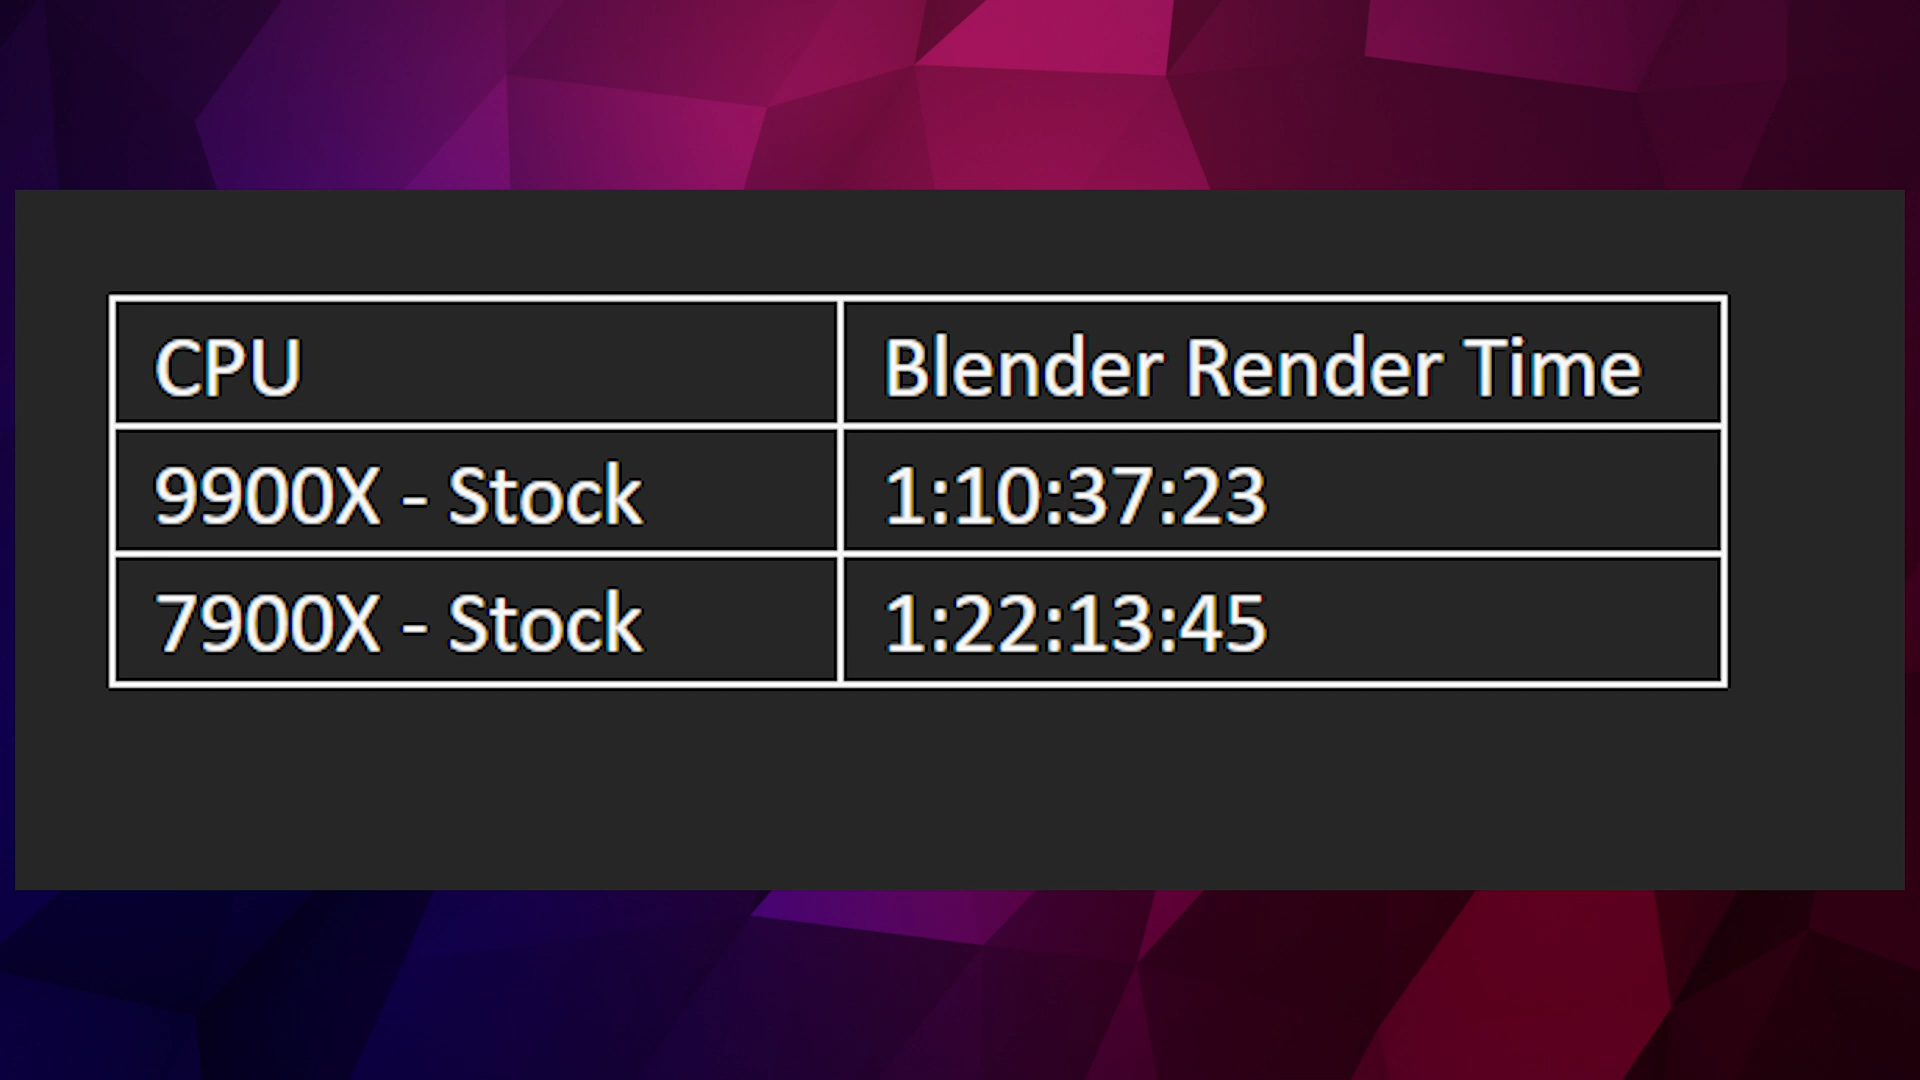 CPU Blender Render Time
9900X - Stock 1:10:37:23
7900X - Stock 1:22:13:45